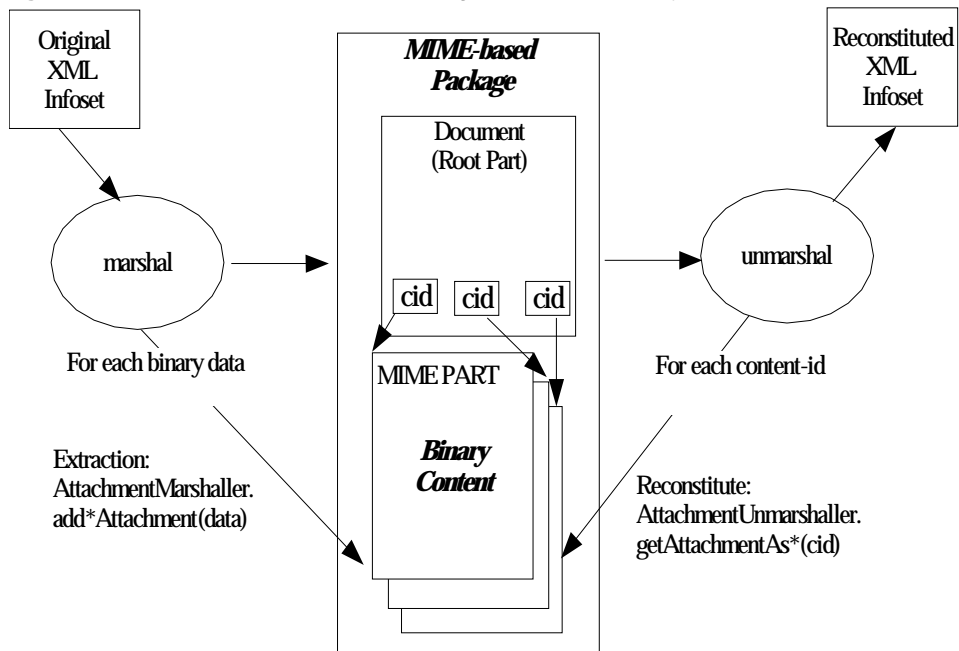 Original
XML
Infoset
MIME-based
Package
Reconstituted
XML
Infoset
Document
(Root Part)
marshal
unmarshal
cid
cid
cid
For each binary data
MIME PART
For each content-id
Binary
Content
Extraction:
AttachmentMarshaller.
add*Attachment(data)
Reconstitute:
AttachmentUnmarshaller.
getAttachmentAs*(cid)